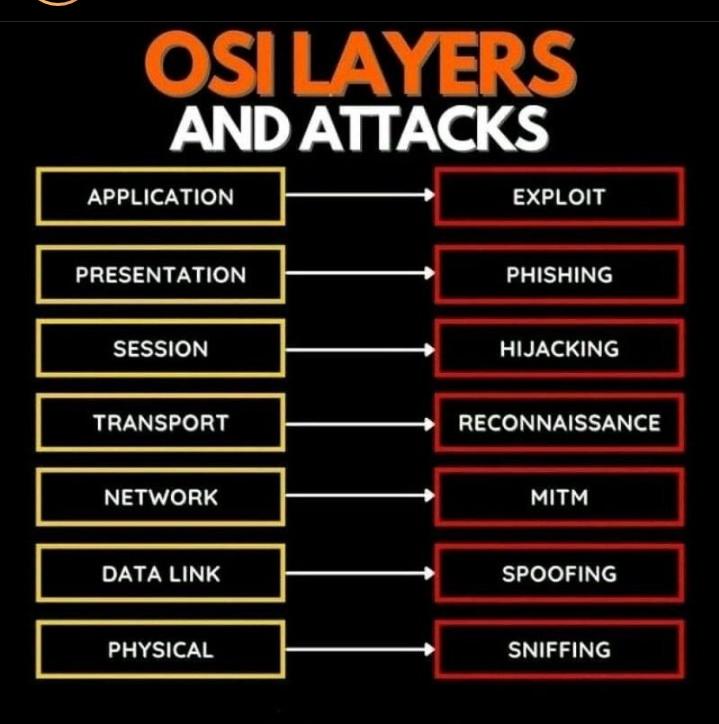 OSI LAYERS
AND ATTACKS
APPLICATION
EXPLOIT
PRESENTATION
PHISHING
SESSION
HIJACKING
TRANSPORT
RECONNAISSANCE
NETWORK
MITM
DATA LINK
SPOOFING
PHYSICAL
SNIFFING